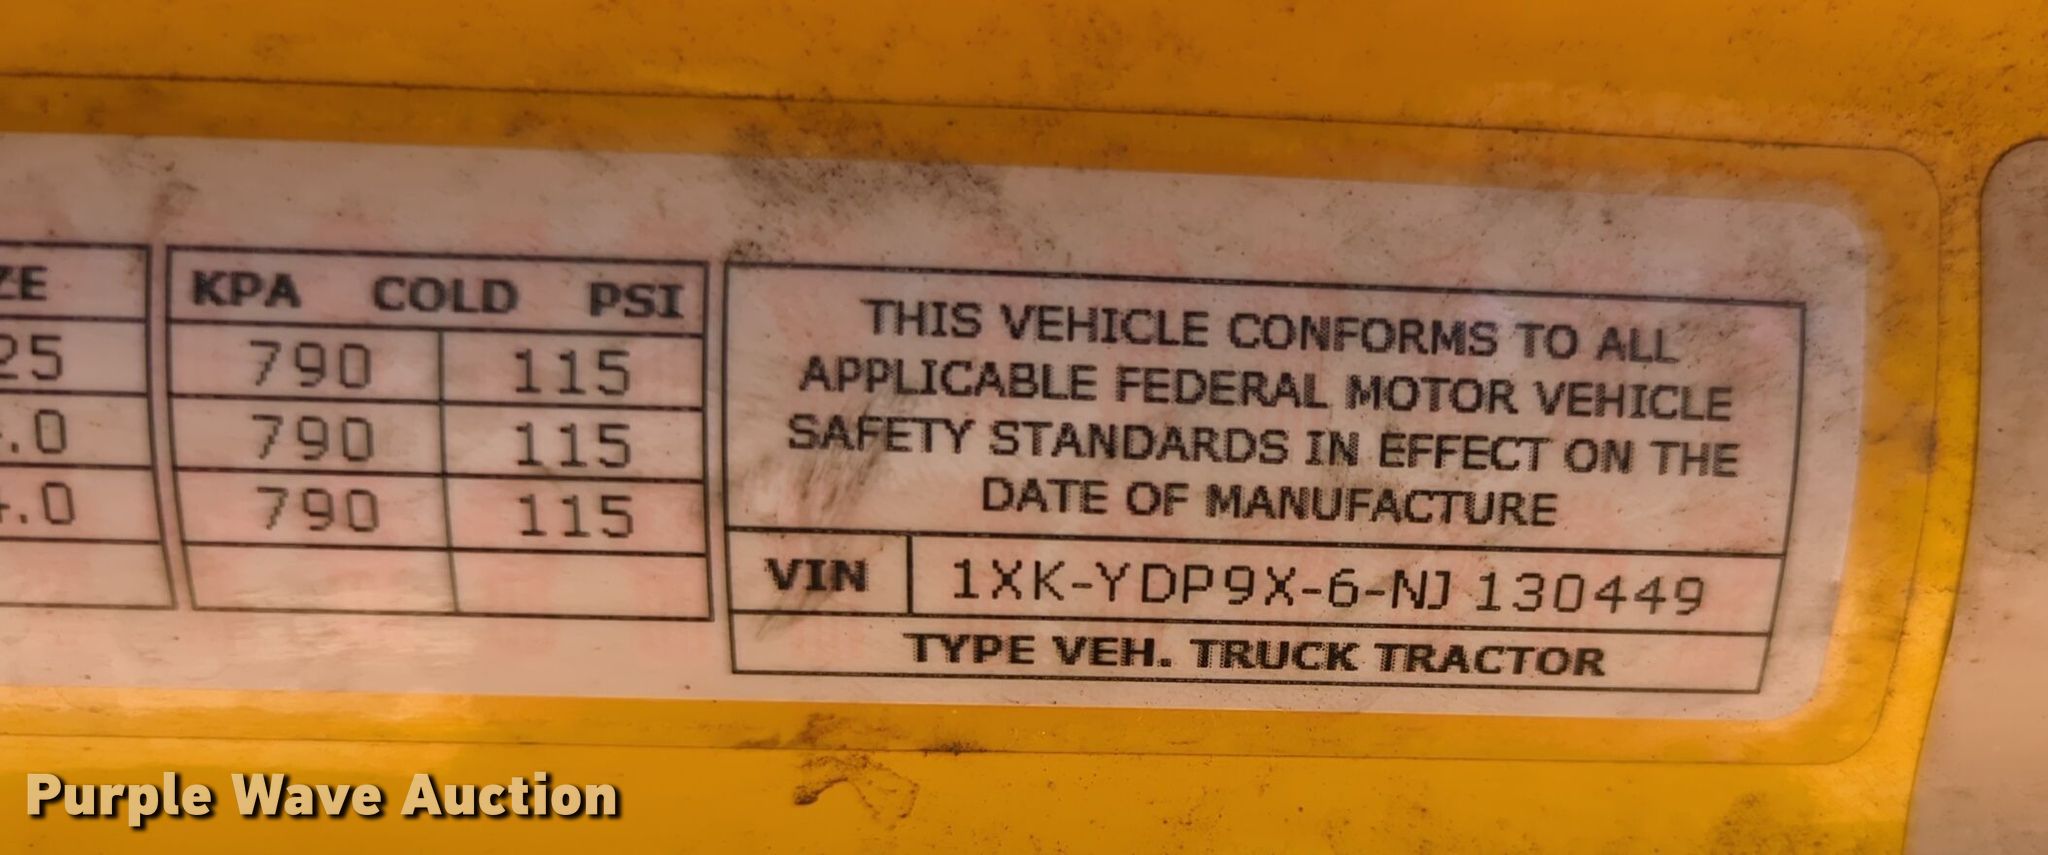 ZE
KPA COLD PSI
25 790 115
.0 790 115
4.0 790 115
THIS VEHICLE CONFORMS TO ALL
APPLICABLE FEDERAL MOTOR VEHICLE
SAFETY STANDARDS IN EFFECT ON THE
DATE OF MANUFACTURE
VIN 1XK-YDP9X-6-NJ 130449
TYPE VEH. TRUCK TRACTOR
Purple Wave Auction